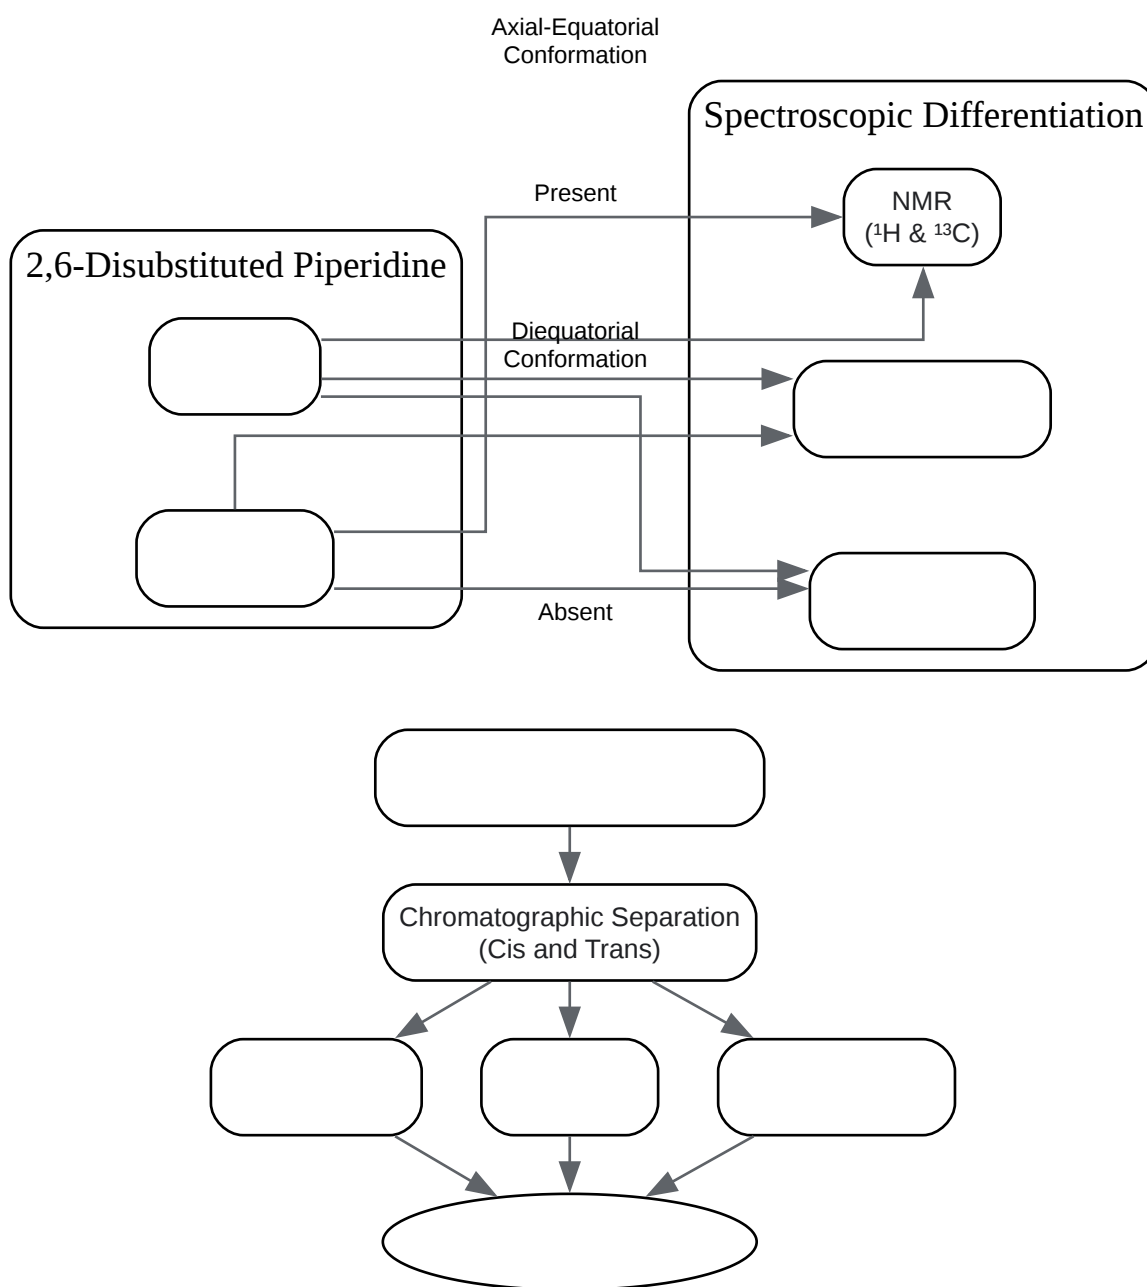 Axial-Equatorial
Conformation
Spectroscopic Differentiation
Present
NMR
(¹H & ¹³C)
2,6-Disubstituted Piperidine
Diequatorial
Conformation
Absent
Chromatographic Separation
(Cis and Trans)